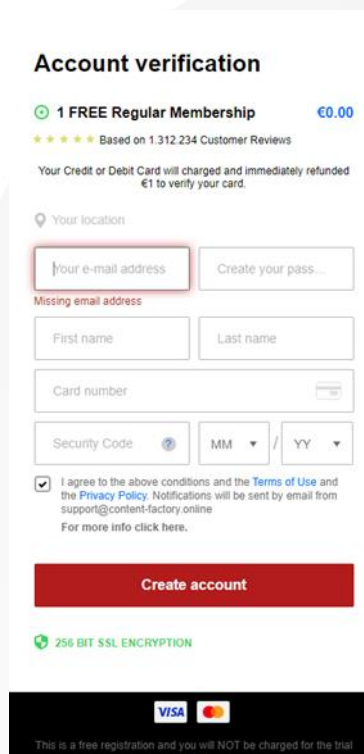 Account verification
1 FREE Regular Membership €0.00
Based on 1.312.234 Customer Reviews
Your Credit or Debit Card will charged and immediately refunded
€1 to verify your card.
Your location
Your e-mail address Create your pass...
Missing email address
First name Last name
Card number
Security Code ? MM / YY
I agree to the above conditions and the Terms of Use and
the Privacy Policy. Notifications will be sent by email from
support@content-factory.online
For more info click here.
Create account
256 BIT SSL ENCRYPTION
VISA
This is a free registration and you will NOT be charged for the trial